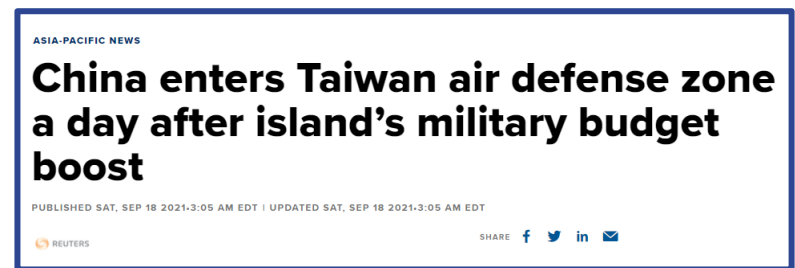 ASIA-PACIFIC NEWS
China enters Taiwan air defense zone
a day after island’s military budget
boost
PUBLISHED SAT, SEP 18 2021•3:05 AM EDT | UPDATED SAT, SEP 18 2021•3:05 AM EDT
SHARE f in
REUTERS